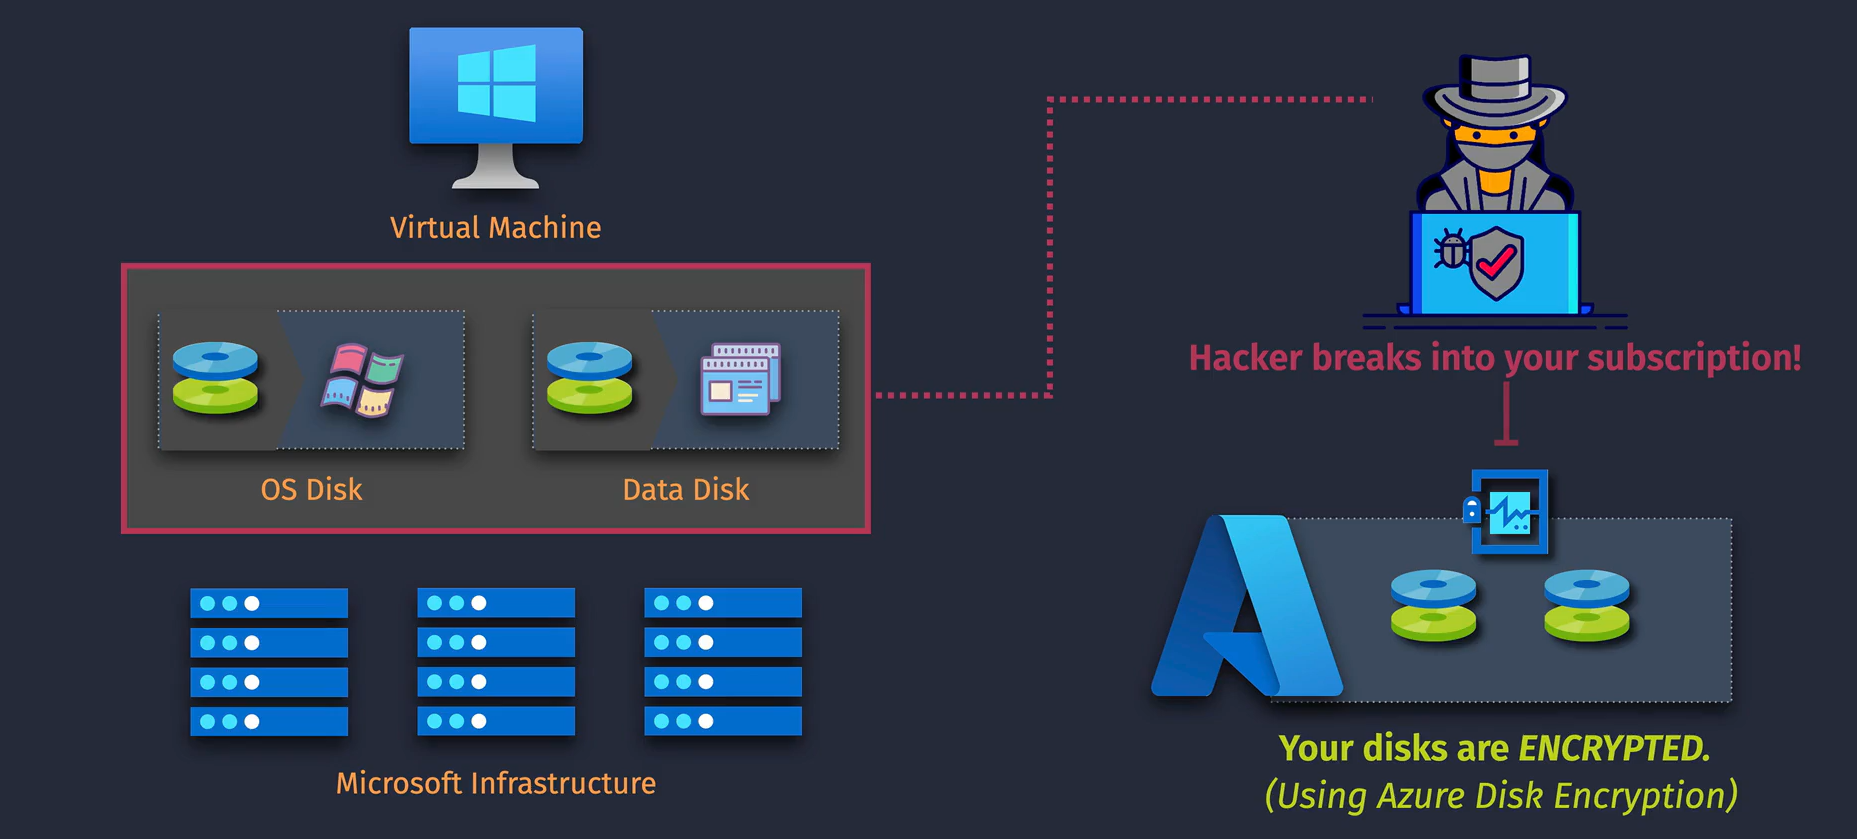 Virtual Machine
OS Disk
Data Disk
Microsoft Infrastructure
Hacker breaks into your subscription!
Your disks are ENCRYPTED.
(Using Azure Disk Encryption)